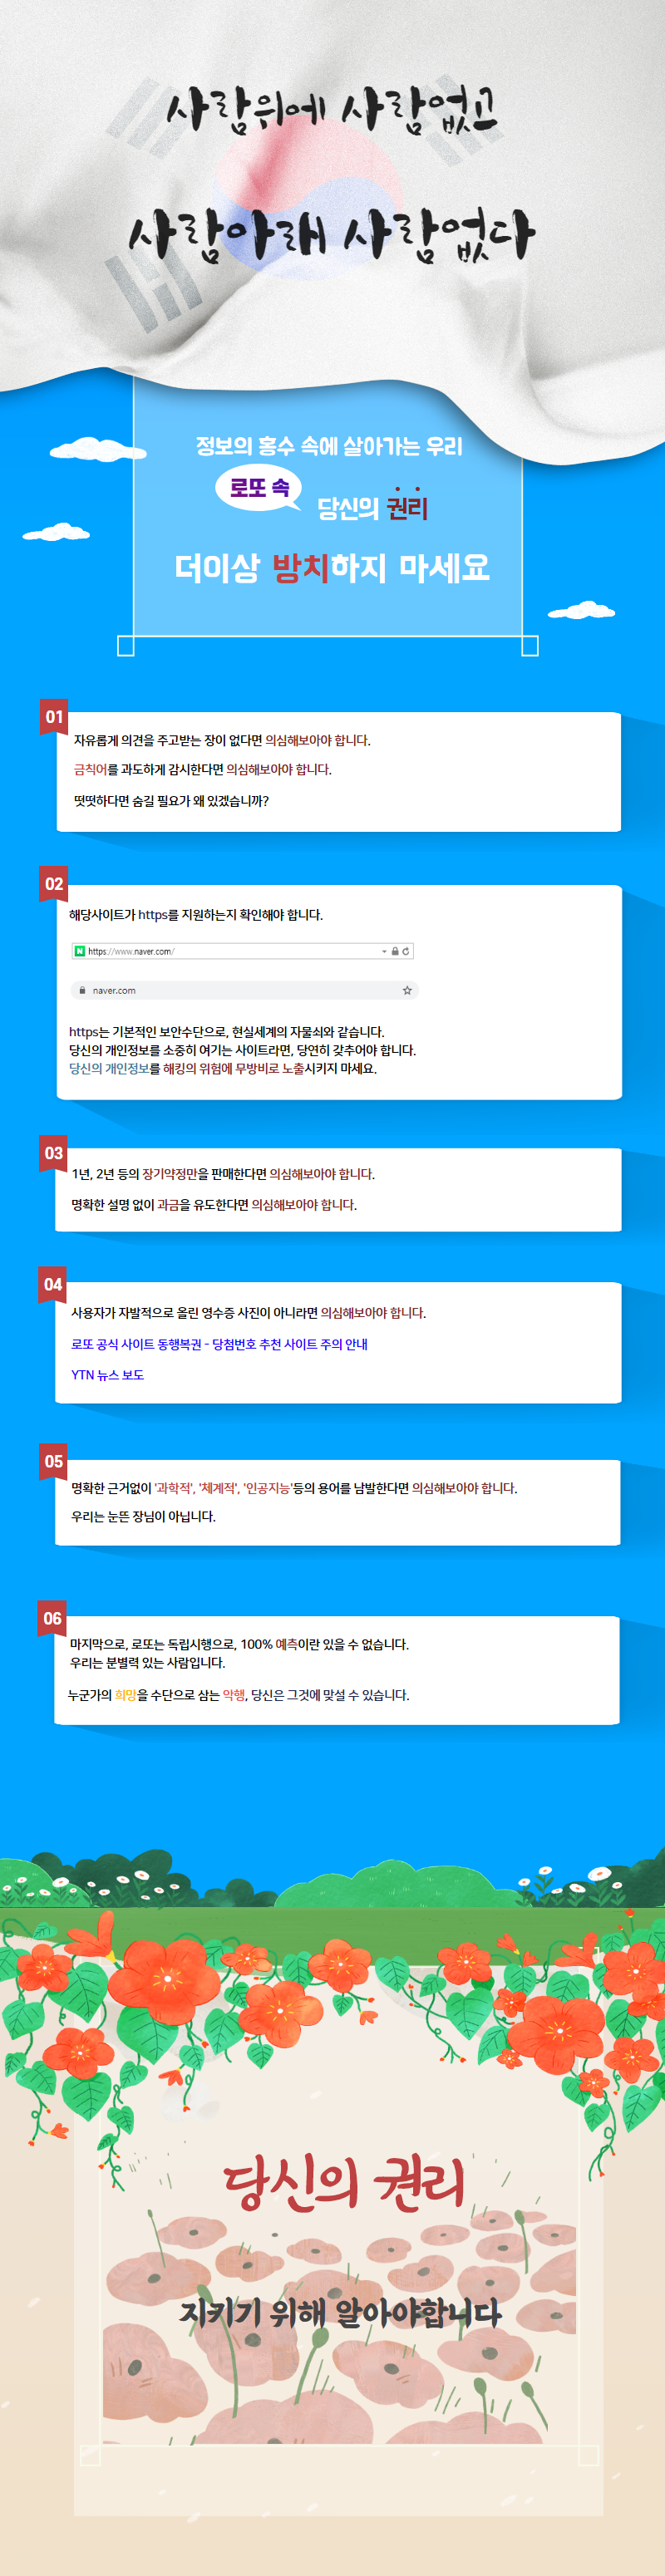 사람위에 사람없고
사람아래 사람없다
정보의 홍수 속에 살아가는 우리
로또 속
당신의 권리
더이상 방치하지 마세요
01
자유롭게 의견을 주고받는 장이 없다면 의심해보아야 합니다.
금칙어를 과도하게 감시한다면 의심해보아야 합니다.
떳떳하다면 숨길 필요가 왜 있겠습니까?
02
해당사이트가 https를 지원하는지 확인해야 합니다.
N https://www.naver.com/
naver.com
https는 기본적인 보안수단으로, 현실세계의 자물쇠와 같습니다.
당신의 개인정보를 소중히 여기는 사이트라면, 당연히 갖추어야 합니다.
당신의 개인정보를 해킹의 위험에 무방비로 노출시키지 마세요.
03
1년, 2년 등의 장기약정만을 판매한다면 의심해보아야 합니다.
명확한 설명 없이 과금을 유도한다면 의심해보아야 합니다.
04
사용자가 자발적으로 올린 영수증 사진이 아니라면 의심해보아야 합니다.
로또 공식 사이트 동행복권 - 당첨번호 추천 사이트 주의 안내
YTN 뉴스 보도
05
명확한 근거없이 '과학적', '체계적', '인공지능'등의 용어를 남발한다면 의심해보아야 합니다.
우리는 눈뜬 장님이 아닙니다.
06
마지막으로, 로또는 독립시행으로, 100% 예측이란 있을 수 없습니다.
우리는 분별력 있는 사람입니다.
누군가의 희망을 수단으로 삼는 악행, 당신은 그것에 맞설 수 있습니다.
당신의 권리
지키기 위해 알아야합니다